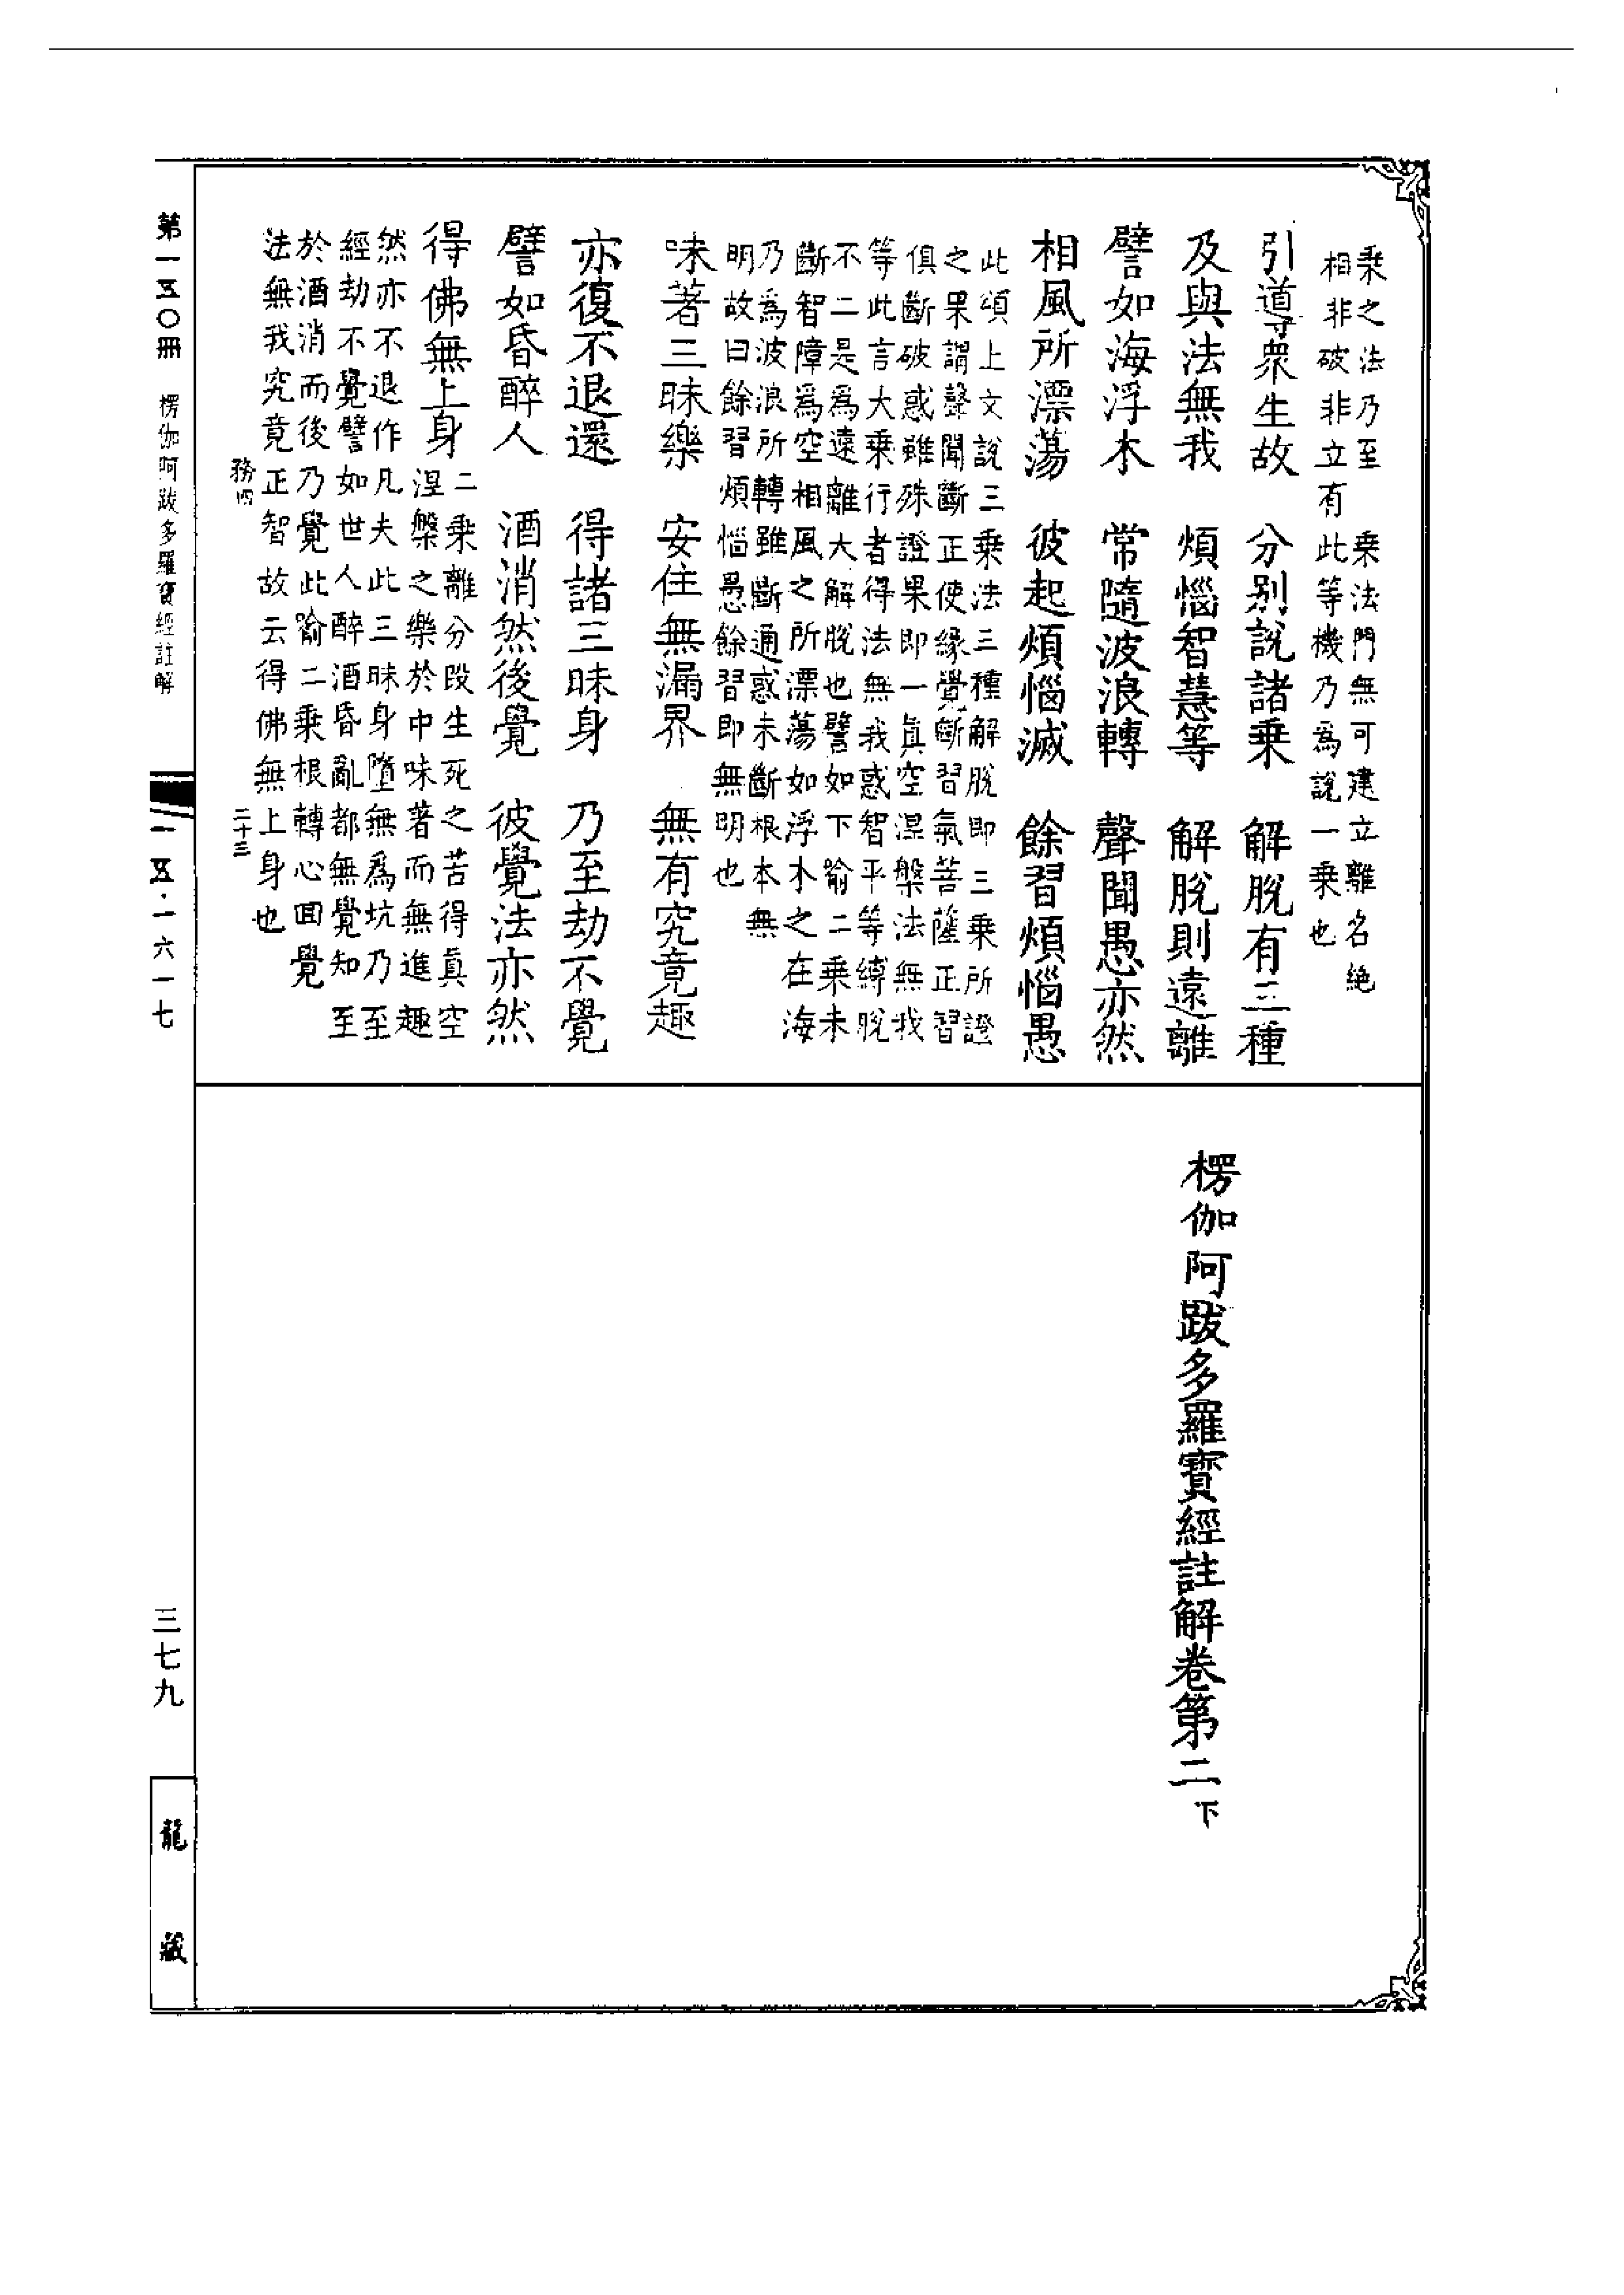 乘之法乃至乘法門無可建立離名絶
相非破非立有此等機乃爲說一乘也
引導衆生故　分别說諸乘　解脫有三種
及與法無我　煩惱智慧等　解脫則遠離
譬如海浮木　常隨波浪轉　聲聞愚亦然
相風所漂蕩　彼起煩惱滅　餘習煩惱愚
此頌上文說三乘法三種解脫即三乘所證
之果謂聲聞斷正使緣覺斷習氣菩薩正習
俱斷破惑雖殊證果即一眞空涅槃法無我
等此言大乘行者得法無我惑智平等縛脫
不二是爲遠離大解脫也譬如下喻二乘未
斷智障爲空相風之所漂蕩如浮木之在海
乃爲波浪所轉雖斷通惑未斷根本無
明故曰餘習煩惱愚餘習即無明也
味著三昧樂　安住無漏界　無有究竟趣
亦復不退還　得諸三昧身　乃至劫不覺
譬如昏醉人　酒消然後覺　彼覺法亦然
得佛無上身
二乘離分段生死之苦得眞空
涅槃之樂於中味著而無進趣
然亦不退作凡夫此三昧身墮無爲坑乃至
經劫不覺譬如世人醉酒昏亂都無覺知至
於酒消而後乃覺此喻二乘根轉心回覺
法無我究竟正智故云得佛無上身也
務四
二十三
楞伽阿跋多羅寶經註解卷第二下
第一五〇冊　楞伽阿跋多羅寶經註解
一五·一六一七
三七九
龍藏